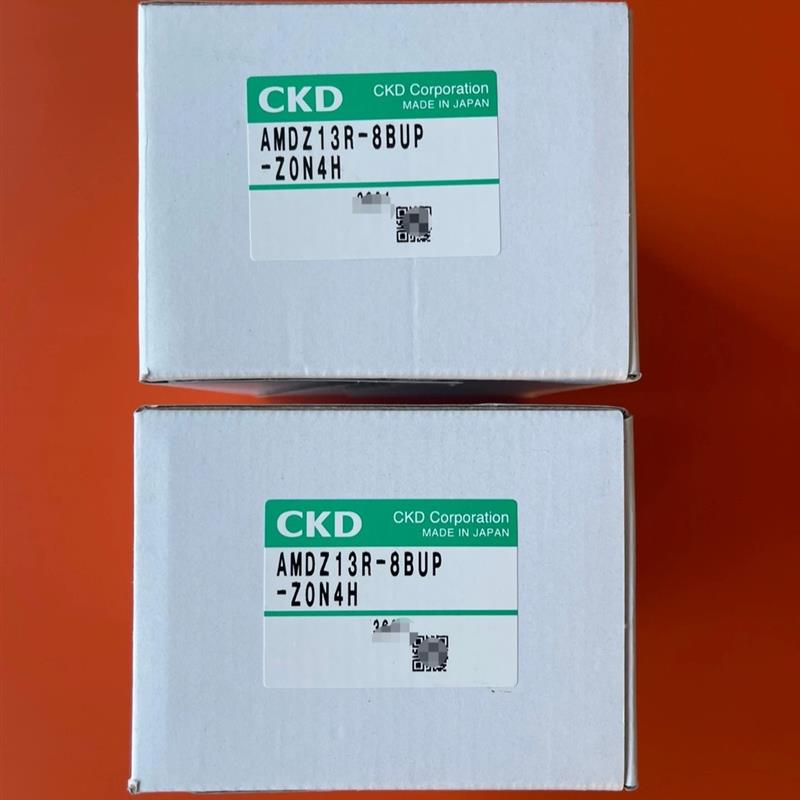 CKD
CKD Corporation
MADE IN JAPAN
AMDZ13R-8BUP
-Z0N4H
CKD
CKD Corporation
MADE IN JAPAN
AMDZ13R-8BUP
-Z0N4H